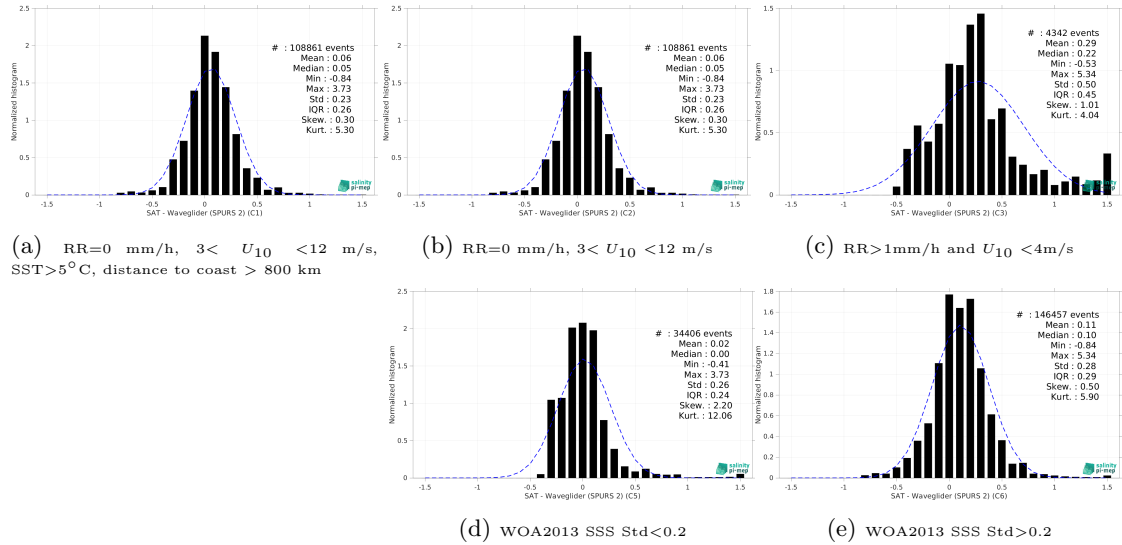 Normalized histogram
2.5
2
1.5
1
0.5
0
-1.5 -1 -0.5 0 0.5 1 1.5
SAT - Waveglider (SPURS 2) (C1)
# : 108861 events
Mean : 0.06
Median : 0.05
Min : -0.84
Max : 3.73
Std : 0.23
IQR : 0.26
Skew. : 0.30
Kurt. : 5.30
salinity
pi-mep
(a) RR=0 mm/h, 3< U10 <12 m/s,
SST>5°C, distance to coast > 800 km
Normalized histogram
2.5
2
1.5
1
0.5
0
-1.5 -1 -0.5 0 0.5 1 1.5
SAT - Waveglider (SPURS 2) (C2)
# : 108861 events
Mean : 0.06
Median : 0.05
Min : -0.84
Max : 3.73
Std : 0.23
IQR : 0.26
Skew. : 0.30
Kurt. : 5.30
salinity
pi-mep
(b) RR=0 mm/h, 3< U10 <12 m/s
Normalized histogram
1.5
1
0.5
0
-1.5 -1 -0.5 0 0.5 1 1.5
SAT - Waveglider (SPURS 2) (C3)
# : 4342 events
Mean : 0.29
Median : 0.22
Min : -0.53
Max : 5.34
Std : 0.50
IQR : 0.45
Skew. : 1.01
Kurt. : 4.04
salinity
pi-mep
(c) RR>1mm/h and U10 <4m/s
Normalized histogram
2.5
2
1.5
1
0.5
0
-1.5 -1 -0.5 0 0.5 1 1.5
SAT - Waveglider (SPURS 2) (C5)
# : 34406 events
Mean : 0.02
Median : 0.00
Min : -0.41
Max : 3.73
Std : 0.26
IQR : 0.24
Skew. : 2.20
Kurt. : 12.06
salinity
pi-mep
(d) WOA2013 SSS Std<0.2
Normalized histogram
1.8
1.6
1.4
1.2
1
0.8
0.6
0.4
0.2
0
-1.5 -1 -0.5 0 0.5 1 1.5
SAT - Waveglider (SPURS 2) (C6)
# : 146457 events
Mean : 0.11
Median : 0.10
Min : -0.84
Max : 5.34
Std : 0.28
IQR : 0.29
Skew. : 0.50
Kurt. : 5.90
salinity
pi-mep
(e) WOA2013 SSS Std>0.2